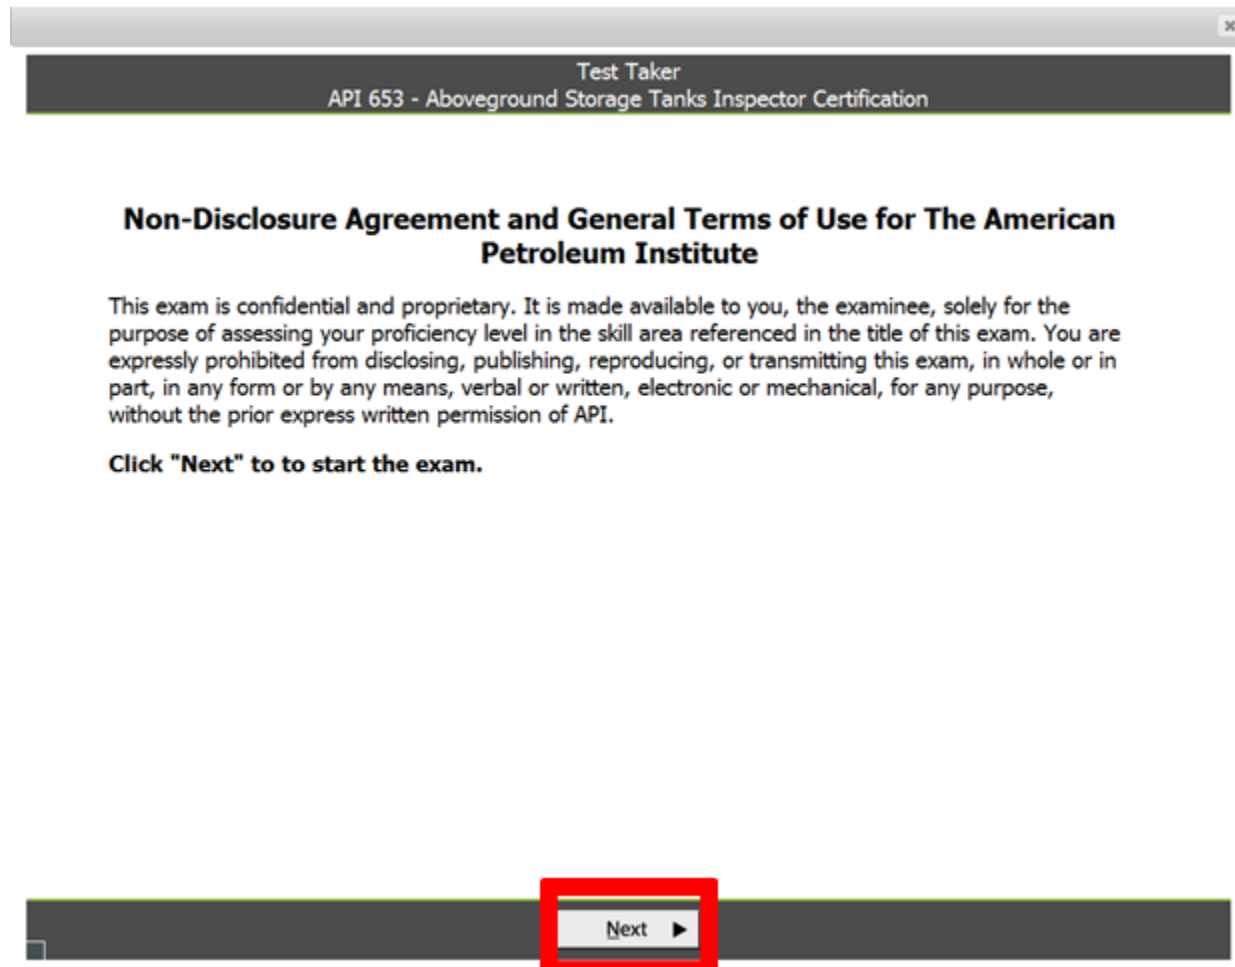 Test Taker
API 653 - Aboveground Storage Tanks Inspector Certification
Non-Disclosure Agreement and General Terms of Use for The American
Petroleum Institute
This exam is confidential and proprietary. It is made available to you, the examinee, solely for the
purpose of assessing your proficiency level in the skill area referenced in the title of this exam. You are
expressly prohibited from disclosing, publishing, reproducing, or transmitting this exam, in whole or in
part, in any form or by any means, verbal or written, electronic or mechanical, for any purpose,
without the prior express written permission of API.
Click "Next" to to start the exam.
Next